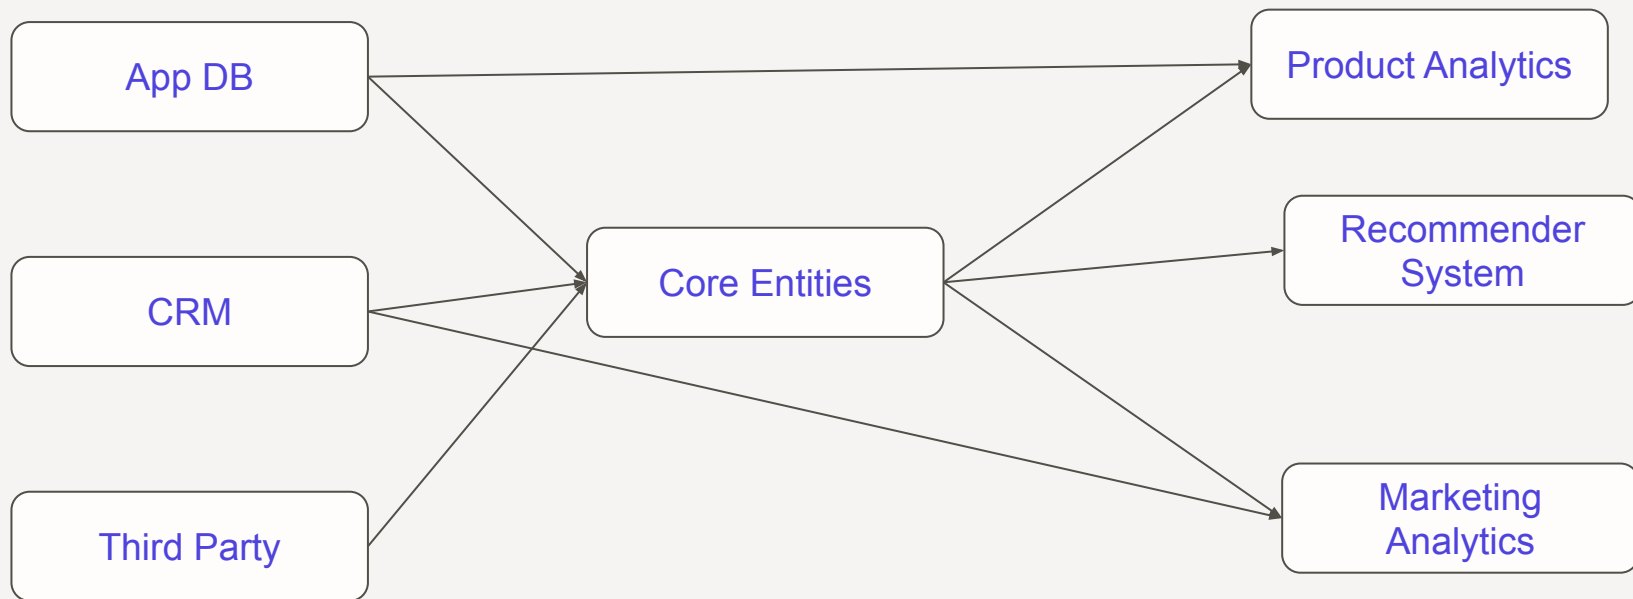 App DB
Product Analytics
Recommender
System
Core Entities
CRM
Marketing
Analytics
Third Party